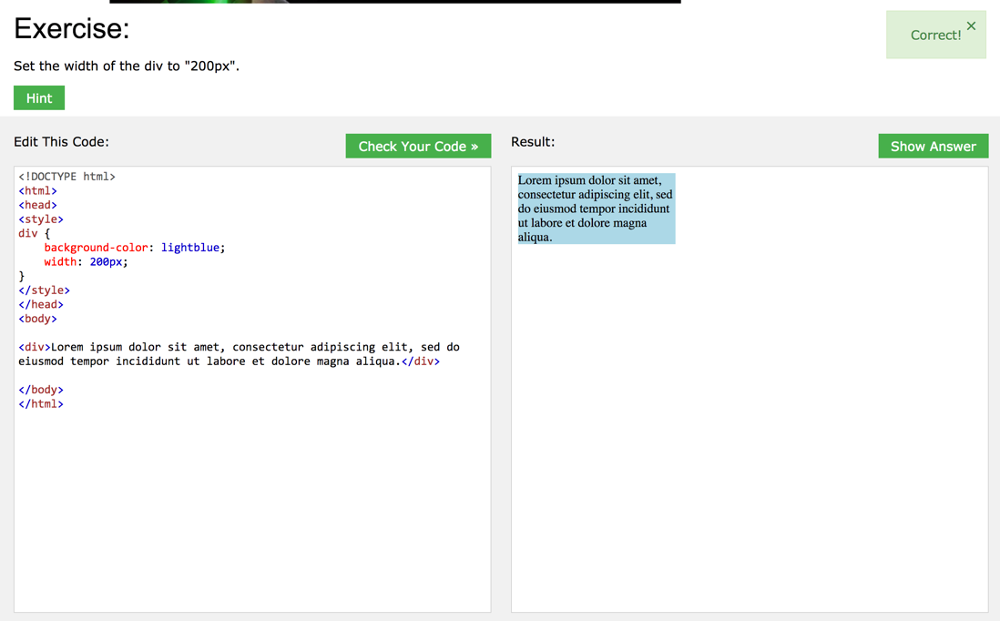 Exercise:
Correct! ×
Set the width of the div to "200px".
Hint
Edit This Code:
Check Your Code »
<!DOCTYPE html>
<html>
<head>
<style>
div {
    background-color: lightblue;
    width: 200px;
}
</style>
</head>
<body>

<div>Lorem ipsum dolor sit amet, consectetur adipiscing elit, sed do
eiusmod tempor incididunt ut labore et dolore magna aliqua.</div>

</body>
</html>
Result:
Show Answer
Lorem ipsum dolor sit amet,
consectetur adipiscing elit, sed
do eiusmod tempor incididunt
ut labore et dolore magna
aliqua.